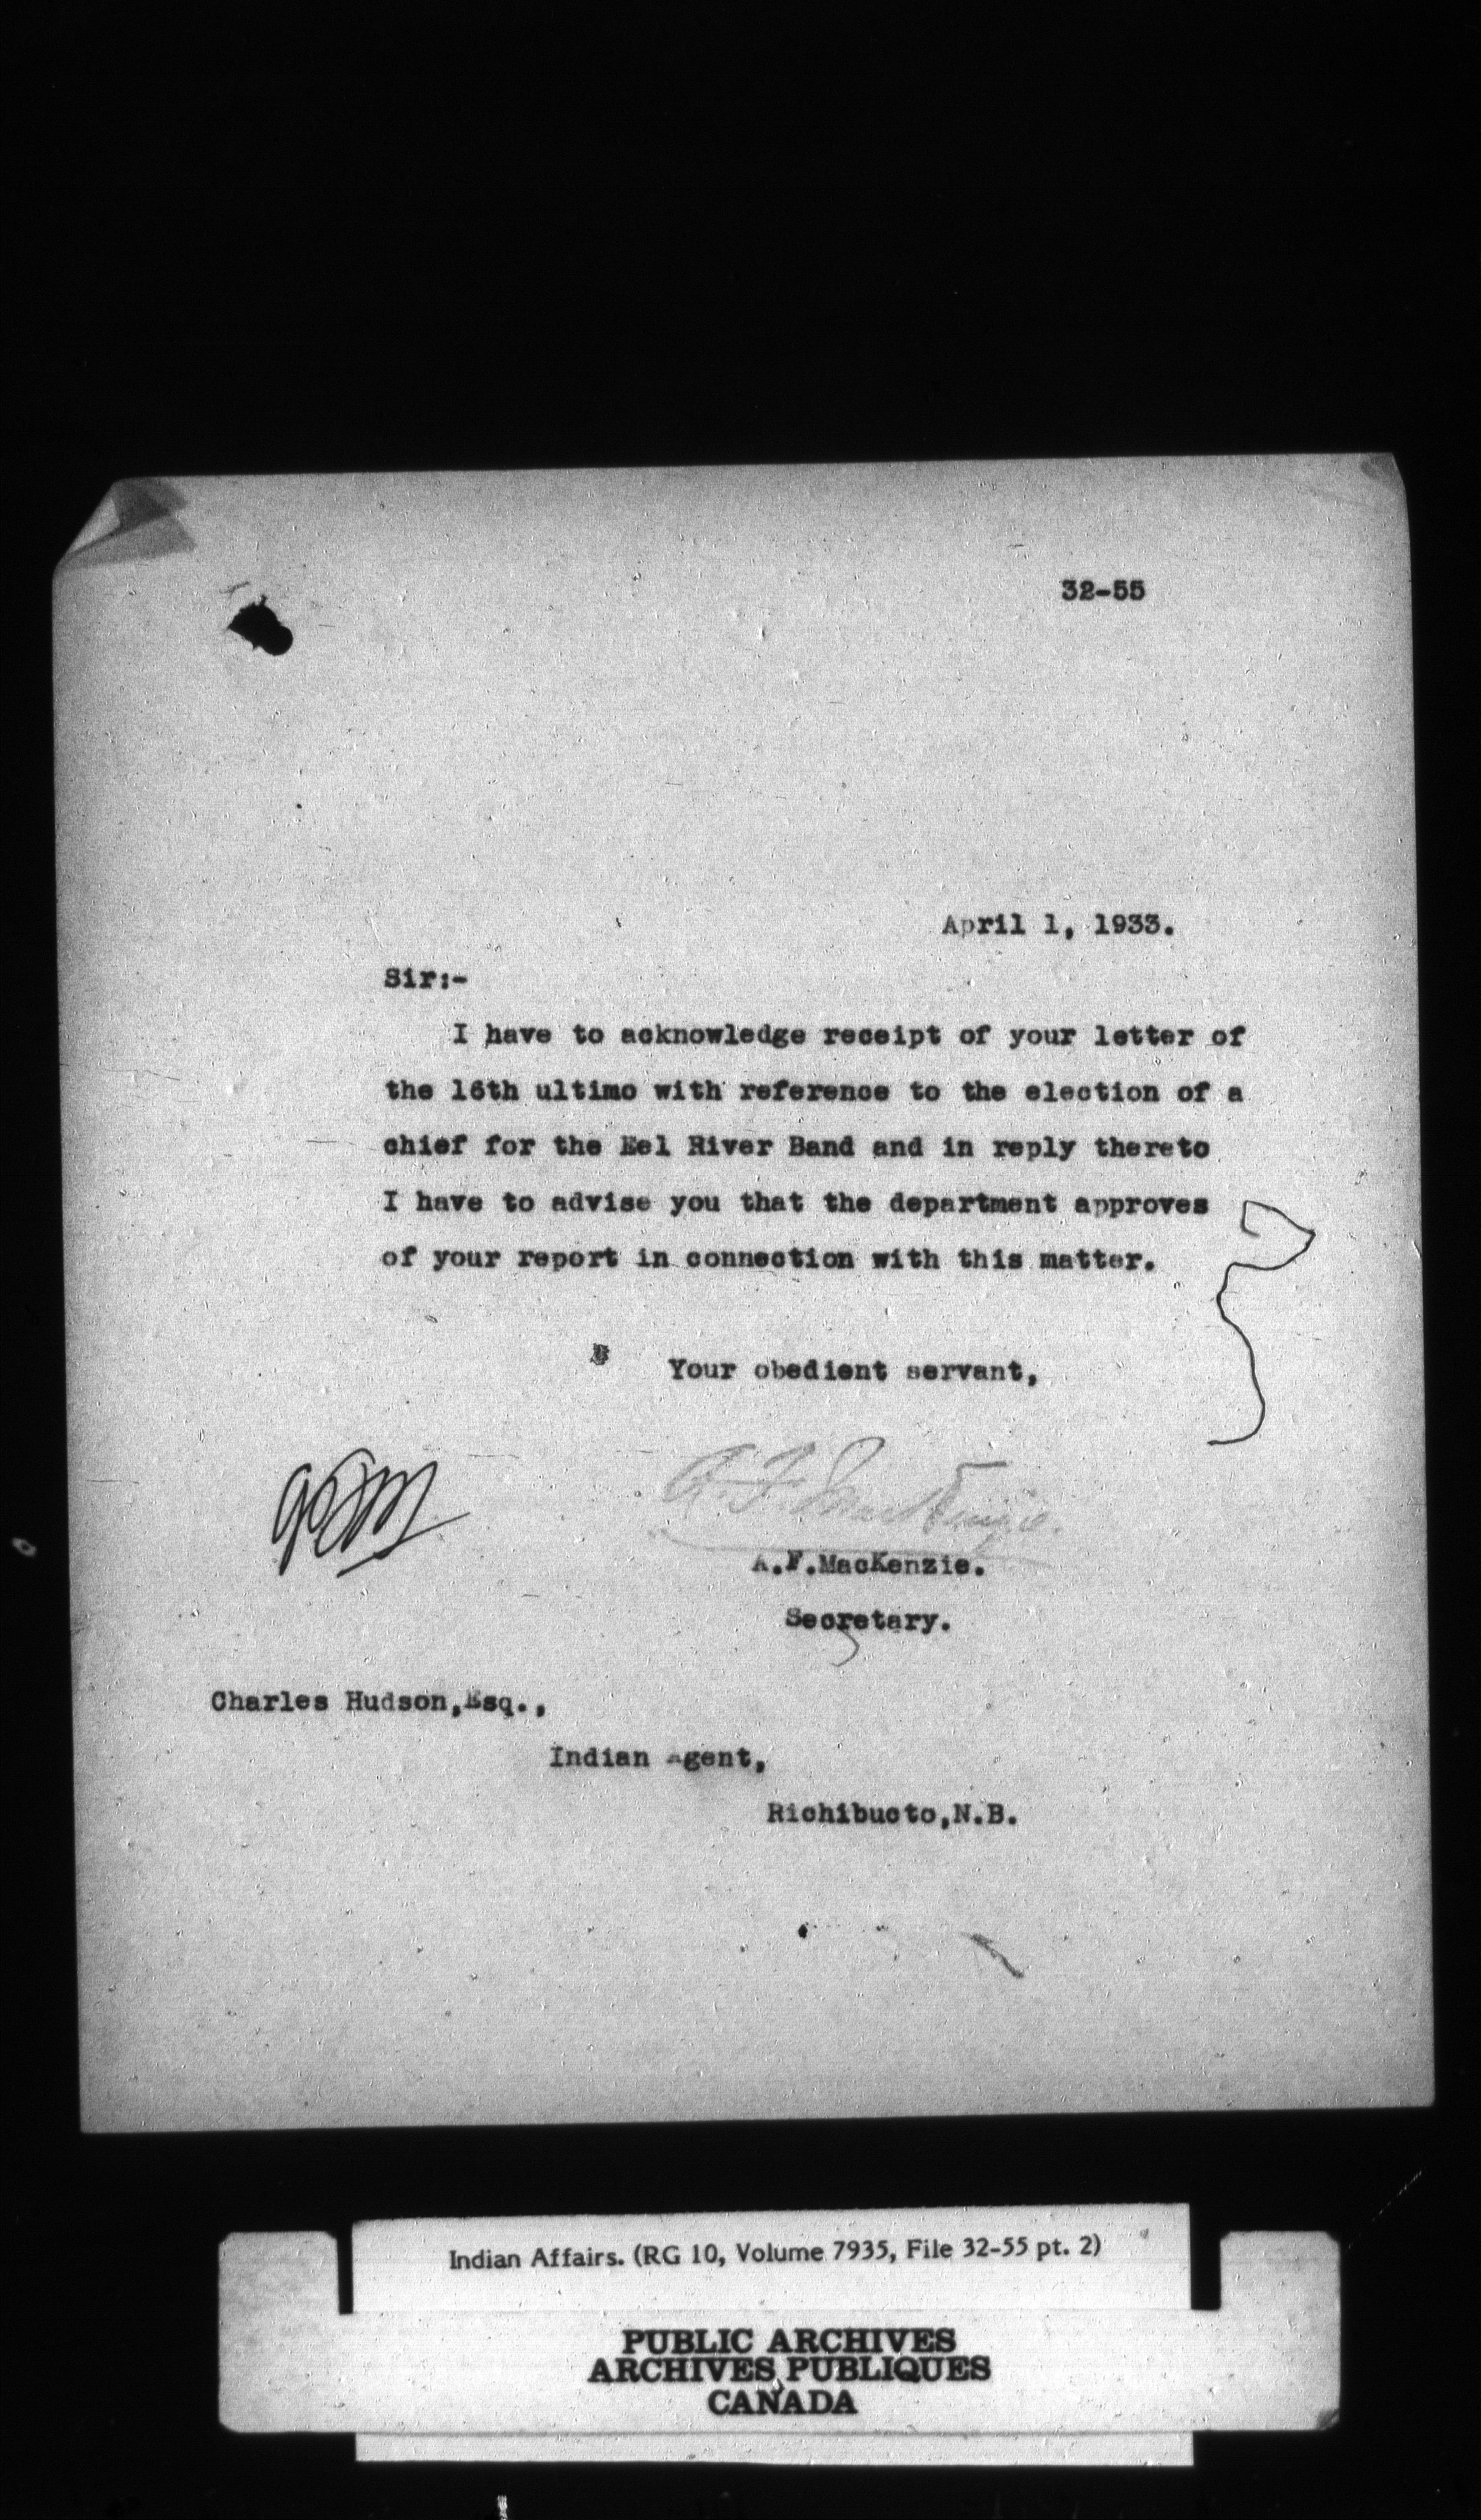 32-55
April 1, 1933.
Sir:-
I have to acknowledge receipt of your letter of
the 16th ultimo with reference to the election of a
chief for the Eel River Band and in reply thereto
I have to advise you that the department approves
of your report in connection with this matter.
Your obedient servant,
A. F. MacKenzie.
A.F.MacKenzie.
Secretary.
Charles Hudson,Esq.,
Indian Agent,
Richibucto,N.B.
Indian Affairs. (RG 10, Volume 7935, File 32-55 pt. 2)
PUBLIC ARCHIVES
ARCHIVES PUBLIQUES
CANADA